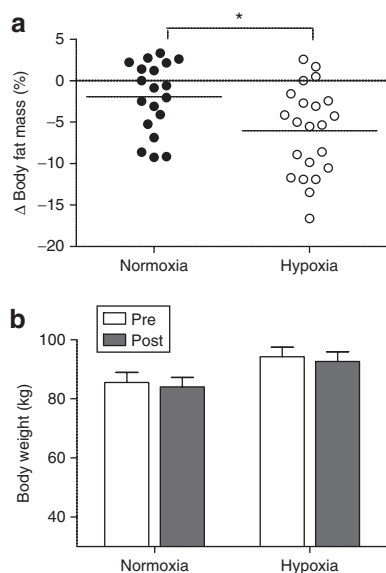 a
*
Δ Body fat mass (%)
5
0
–5
–10
–15
–20
Normoxia
Hypoxia
b
Pre
Post
Body weight (kg)
100
80
60
40
Normoxia
Hypoxia